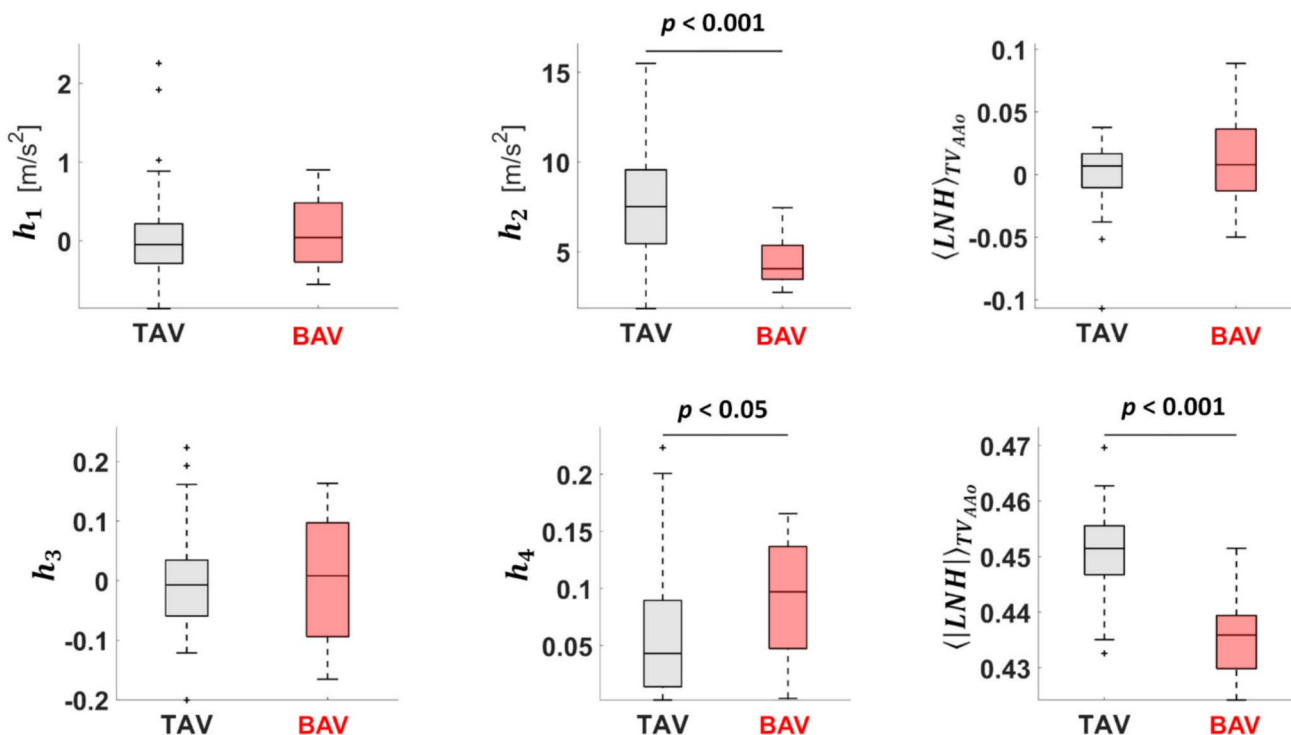 p < 0.001
2
1
0
h₁ [m/s²]
TAV
BAV
15
10
5
h₂ [m/s²]
TAV
BAV
0.1
0.05
0
-0.05
-0.1
⟨LNH⟩TV_AAo
TAV
BAV
0.2
0.1
0
-0.1
-0.2
h₃
TAV
BAV
p < 0.05
0.2
0.15
0.1
0.05
h₄
TAV
BAV
p < 0.001
0.47
0.46
0.450
0.44
0.43
⟨|LNH|⟩TV_AAo
TAV
BAV